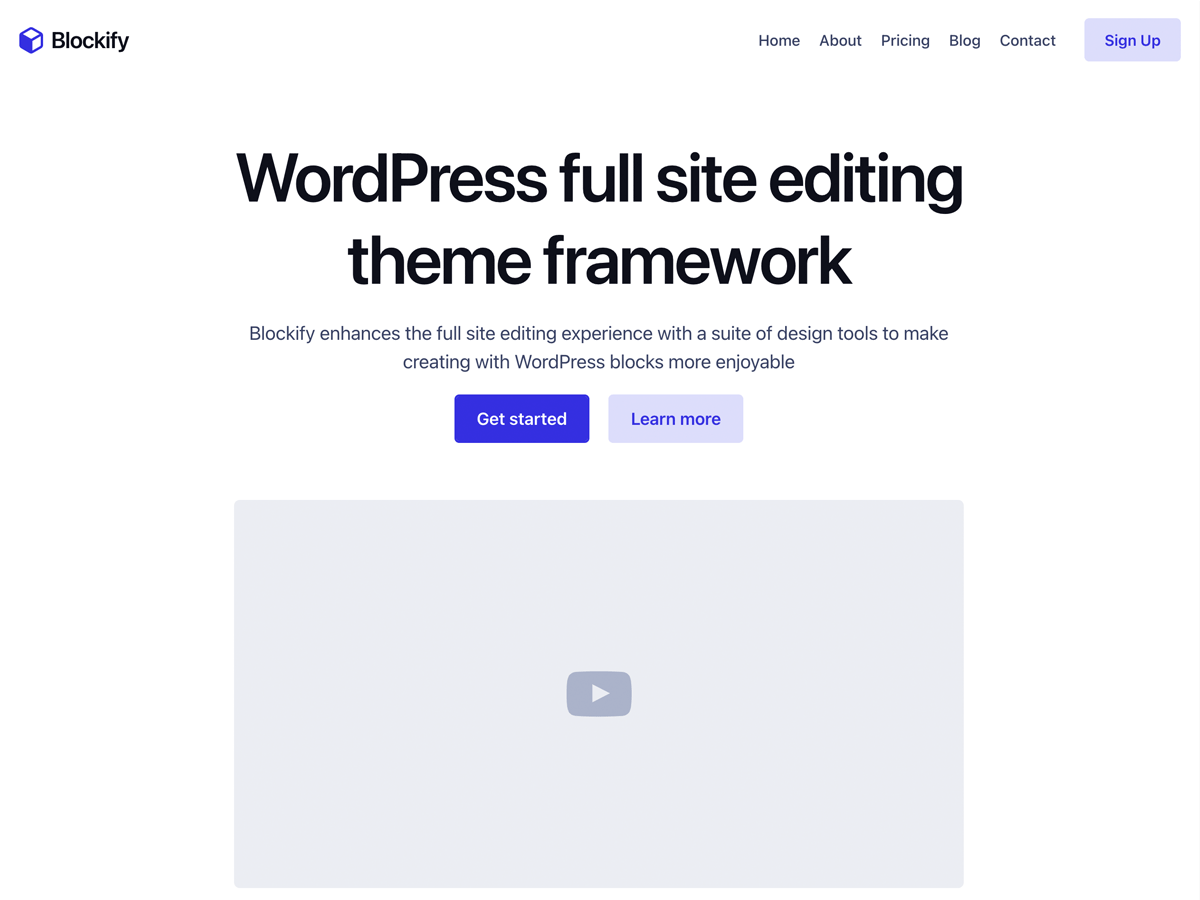 Blockify
Home About Pricing Blog Contact Sign Up
WordPress full site editing
theme framework
Blockify enhances the full site editing experience with a suite of design tools to make
creating with WordPress blocks more enjoyable
Get started Learn more